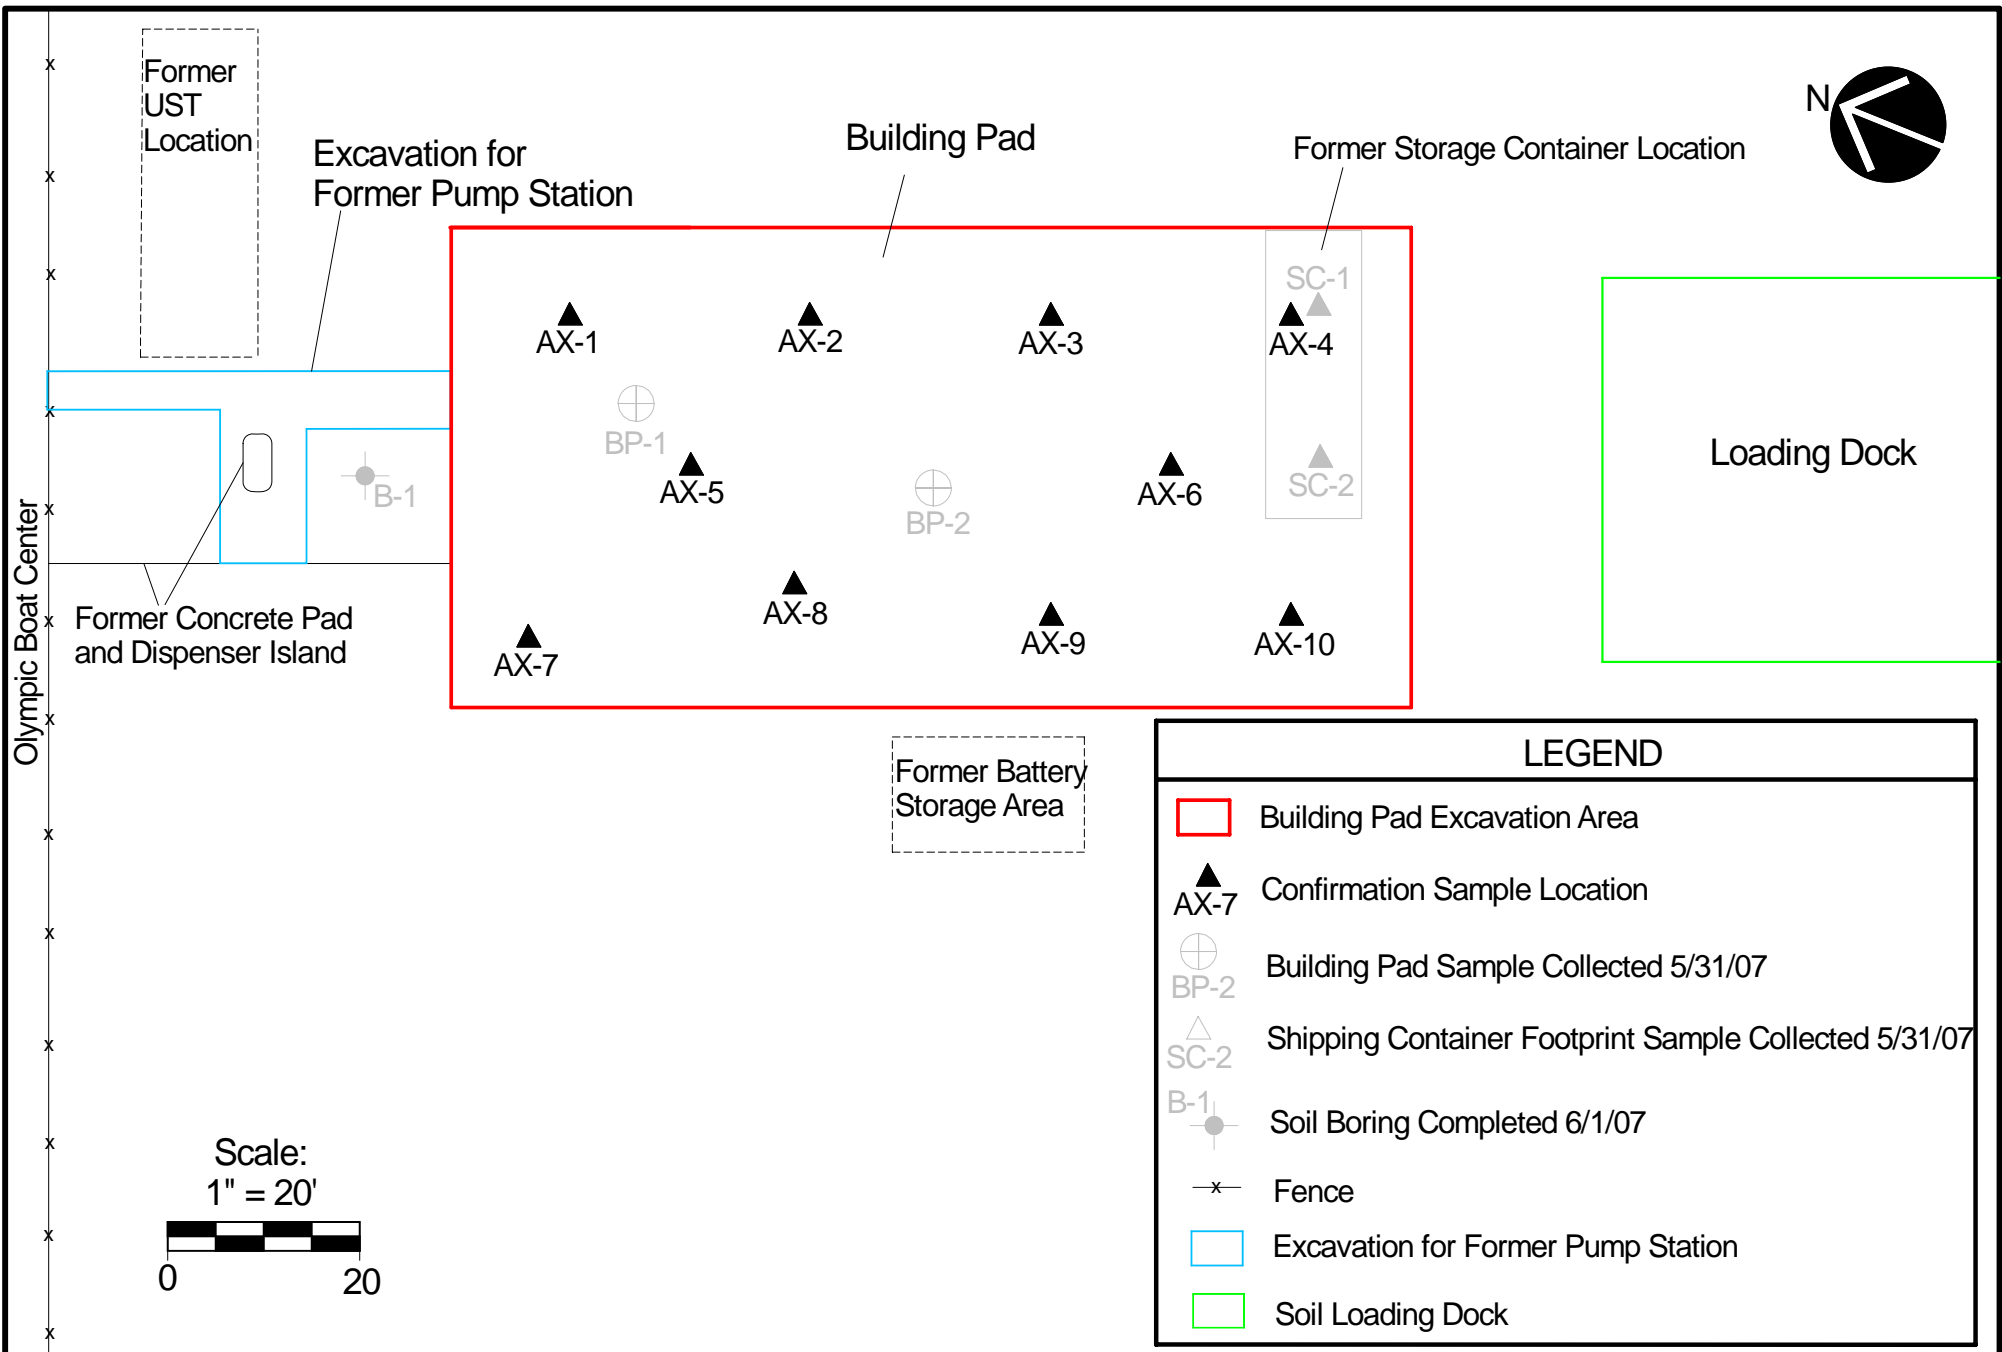 Former
UST
Location
Excavation for
Former Pump Station
Building Pad
Former Storage Container Location
N
SC-1
AX-1
AX-2
AX-3
AX-4
BP-1
AX-5
BP-2
AX-6
SC-2
B-1
Loading Dock
Olympic Boat Center
Former Concrete Pad
and Dispenser Island
AX-7
AX-8
AX-9
AX-10
Former Battery
Storage Area
Scale:
1" = 20'
0 20
LEGEND
Building Pad Excavation Area
AX-7 Confirmation Sample Location
BP-2 Building Pad Sample Collected 5/31/07
SC-2 Shipping Container Footprint Sample Collected 5/31/07
B-1 Soil Boring Completed 6/1/07
x Fence
Excavation for Former Pump Station
Soil Loading Dock